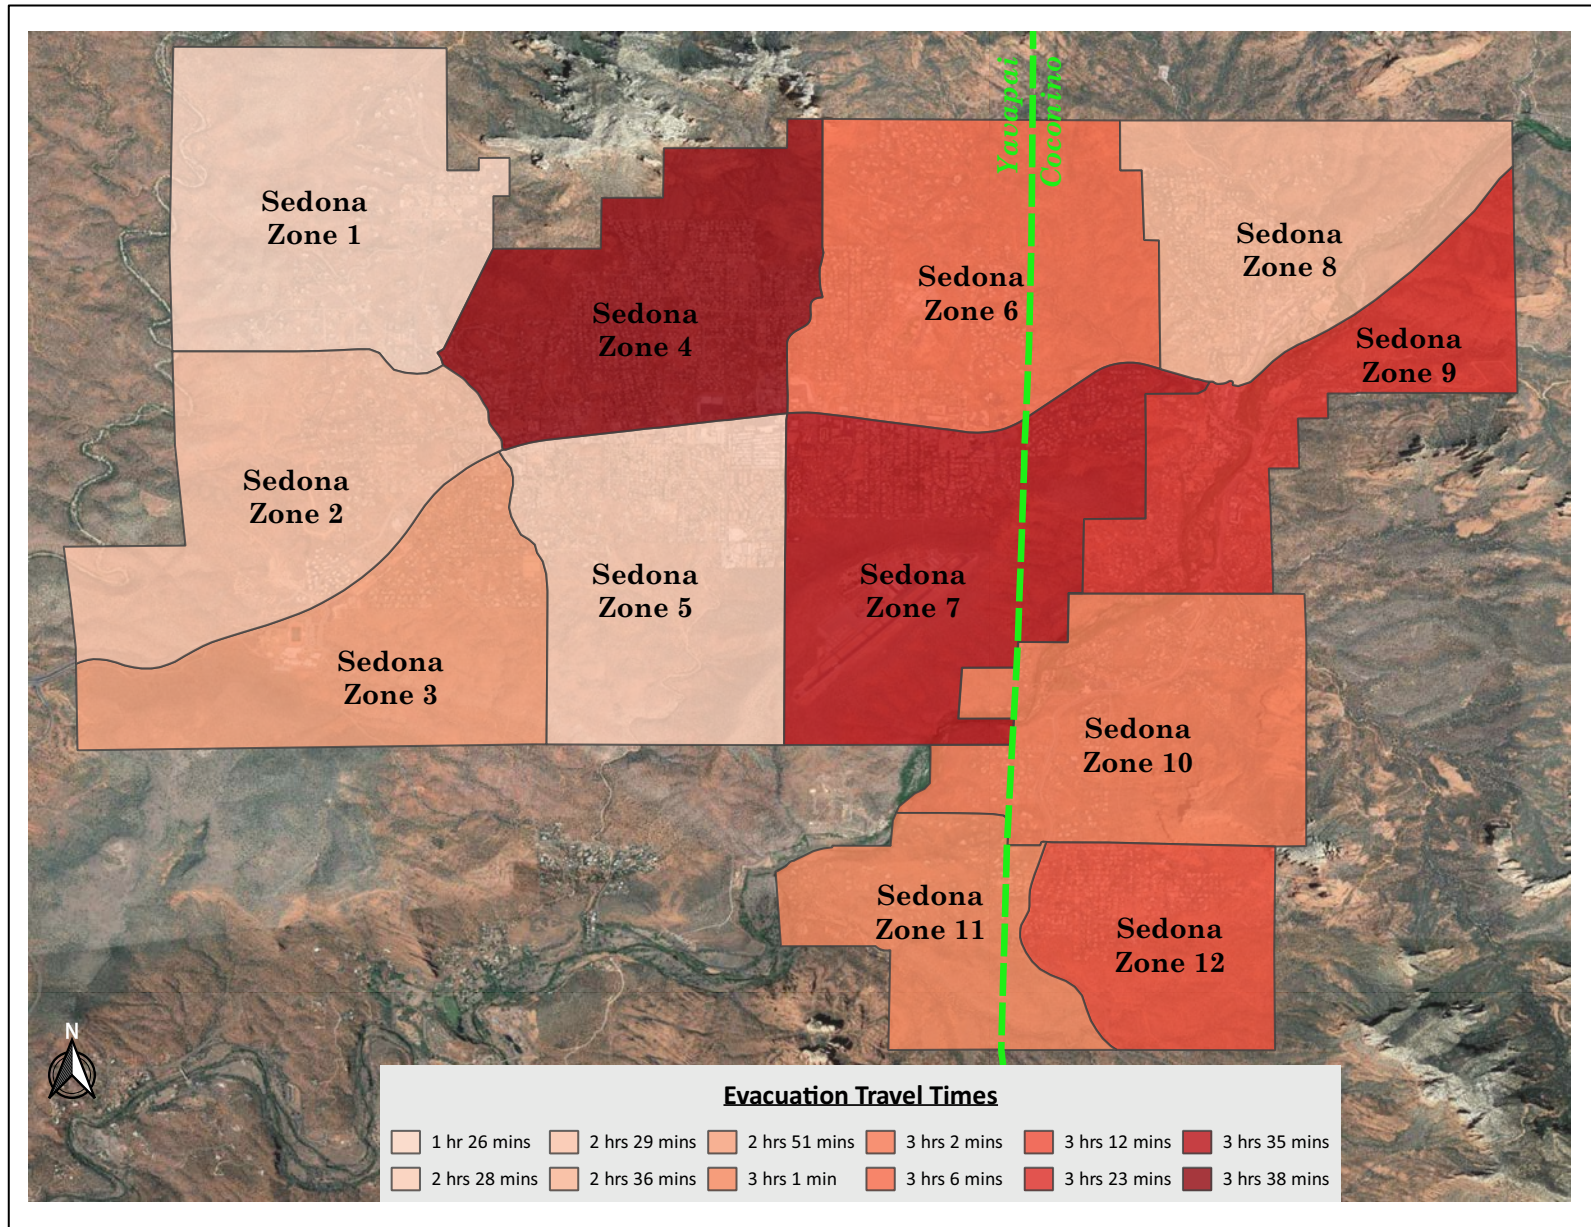 Yavapai
Coconino
Sedona
Zone 1
Sedona
Zone 4
Sedona
Zone 6
Sedona
Zone 8
Sedona
Zone 9
Sedona
Zone 2
Sedona
Zone 5
Sedona
Zone 7
Sedona
Zone 3
Sedona
Zone 10
Sedona
Zone 11
Sedona
Zone 12
N
Evacuation Travel Times
1 hr 26 mins
2 hrs 29 mins
2 hrs 51 mins
3 hrs 2 mins
3 hrs 12 mins
3 hrs 35 mins
2 hrs 28 mins
2 hrs 36 mins
3 hrs 1 min
3 hrs 6 mins
3 hrs 23 mins
3 hrs 38 mins